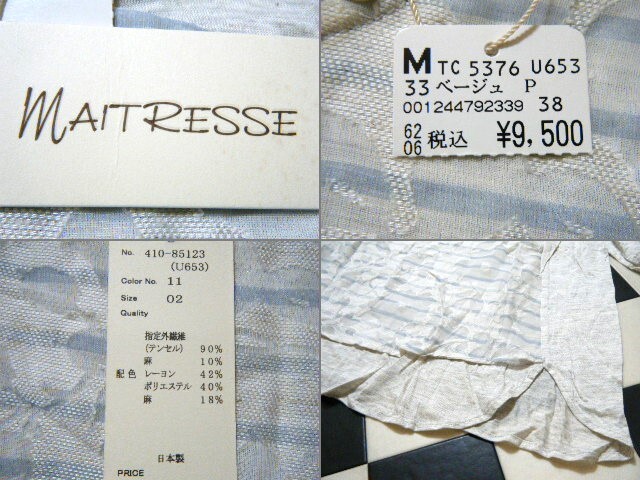 MAITRESSE
M TC 5376 U653
33 ベージュ P
001244792339 38
62
06 税込 ¥9,500
No. 410-85123
(U653)
Color No. 11
Size 02
Quality
指定外繊維
(テンセル) 90%
麻 10%
配色 レーヨン 42%
ポリエステル 40%
麻 18%
日本製
PRICE